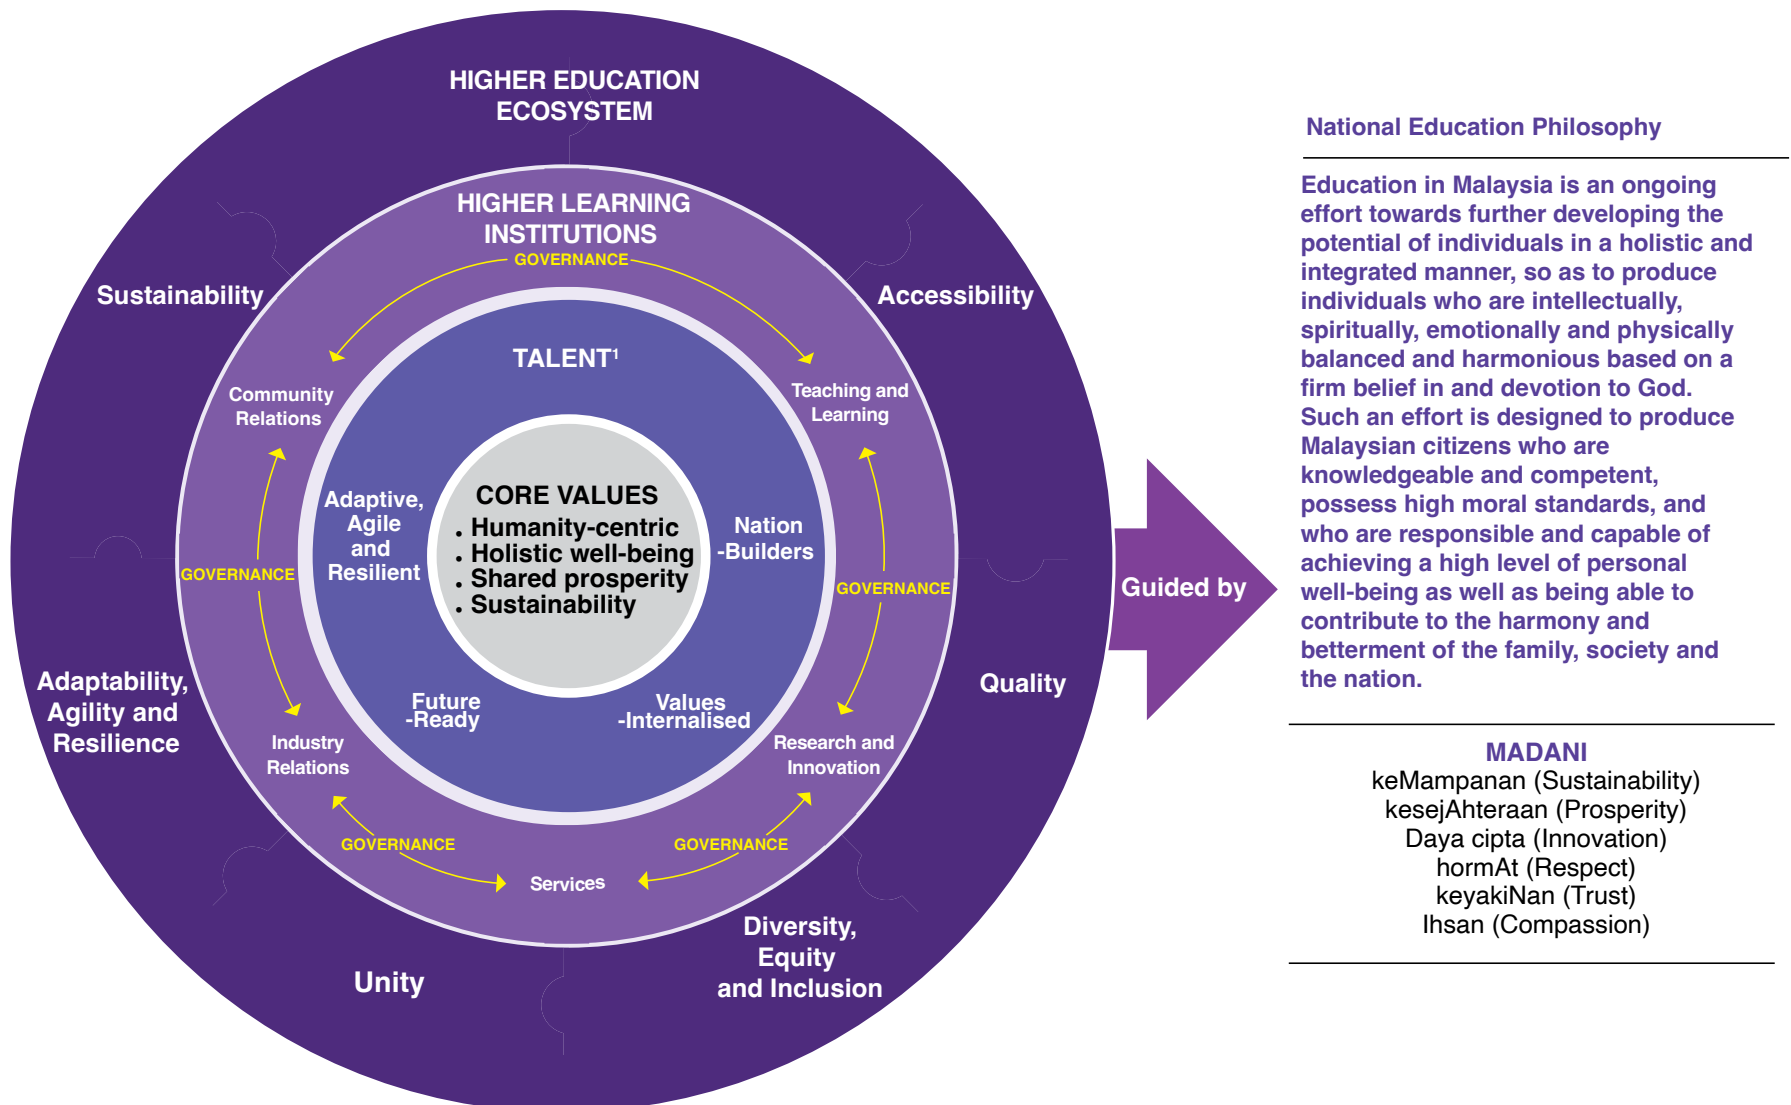 HIGHER EDUCATION
ECOSYSTEM
Sustainability
Accessibility
Adaptability,
Agility and
Resilience
Quality
Unity
Diversity,
Equity
and Inclusion
HIGHER LEARNING
INSTITUTIONS
GOVERNANCE
Community
Relations
Teaching and
Learning
GOVERNANCE
GOVERNANCE
Industry
Relations
Research and
Innovation
GOVERNANCE
GOVERNANCE
Services
TALENT¹
Adaptive,
Agile
and
Resilient
Nation
-Builders
Future
-Ready
Values
-Internalised
CORE VALUES
. Humanity-centric
. Holistic well-being
. Shared prosperity
. Sustainability
Guided by
National Education Philosophy
Education in Malaysia is an ongoing
effort towards further developing the
potential of individuals in a holistic and
integrated manner, so as to produce
individuals who are intellectually,
spiritually, emotionally and physically
balanced and harmonious based on a
firm belief in and devotion to God.
Such an effort is designed to produce
Malaysian citizens who are
knowledgeable and competent,
possess high moral standards, and
who are responsible and capable of
achieving a high level of personal
well-being as well as being able to
contribute to the harmony and
betterment of the family, society and
the nation.
MADANI
keMampanan (Sustainability)
kesejAhteraan (Prosperity)
Daya cipta (Innovation)
hormAt (Respect)
keyakiNan (Trust)
Ihsan (Compassion)